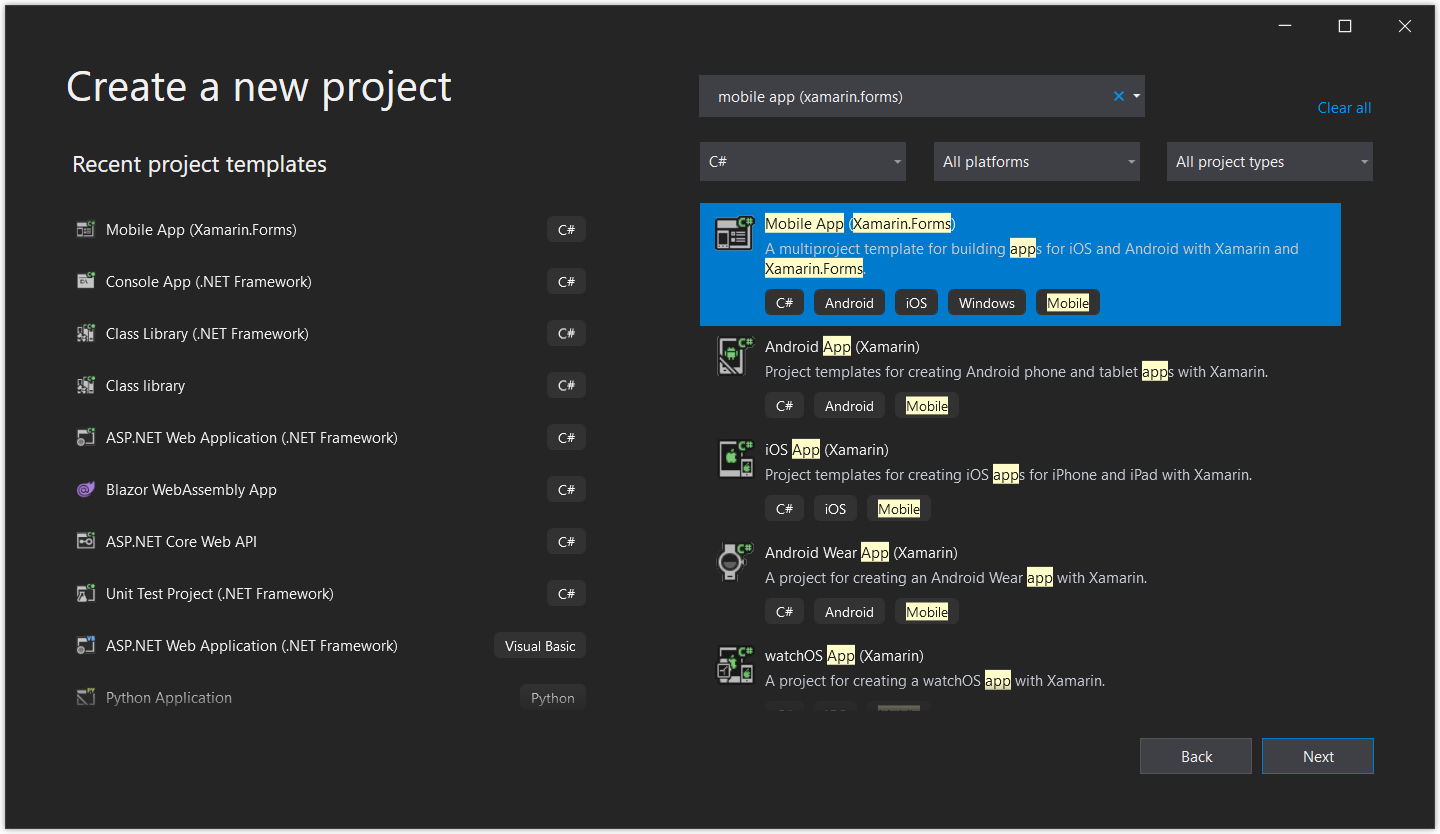 Create a new project
Recent project templates
Mobile App (Xamarin.Forms) C#
Console App (.NET Framework) C#
Class Library (.NET Framework) C#
Class library C#
ASP.NET Web Application (.NET Framework) C#
Blazor WebAssembly App C#
ASP.NET Core Web API C#
Unit Test Project (.NET Framework) C#
ASP.NET Web Application (.NET Framework) Visual Basic
Python Application Python
mobile app (xamarin.forms)
Clear all
C# All platforms All project types
Mobile App (Xamarin.Forms)
A multiproject template for building apps for iOS and Android with Xamarin and
Xamarin.Forms.
C# Android iOS Windows Mobile
Android App (Xamarin)
Project templates for creating Android phone and tablet apps with Xamarin.
C# Android Mobile
iOS App (Xamarin)
Project templates for creating iOS apps for iPhone and iPad with Xamarin.
C# iOS Mobile
Android Wear App (Xamarin)
A project for creating an Android Wear app with Xamarin.
C# Android Mobile
watchOS App (Xamarin)
A project for creating a watchOS app with Xamarin.
Back Next